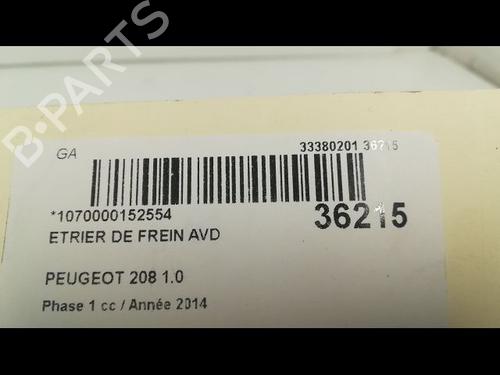 B-PARTS
GA
33380201 36215
*1070000152554
36215
ETRIER DE FREIN AVD
PEUGEOT 208 1.0
Phase 1 cc / Année 2014